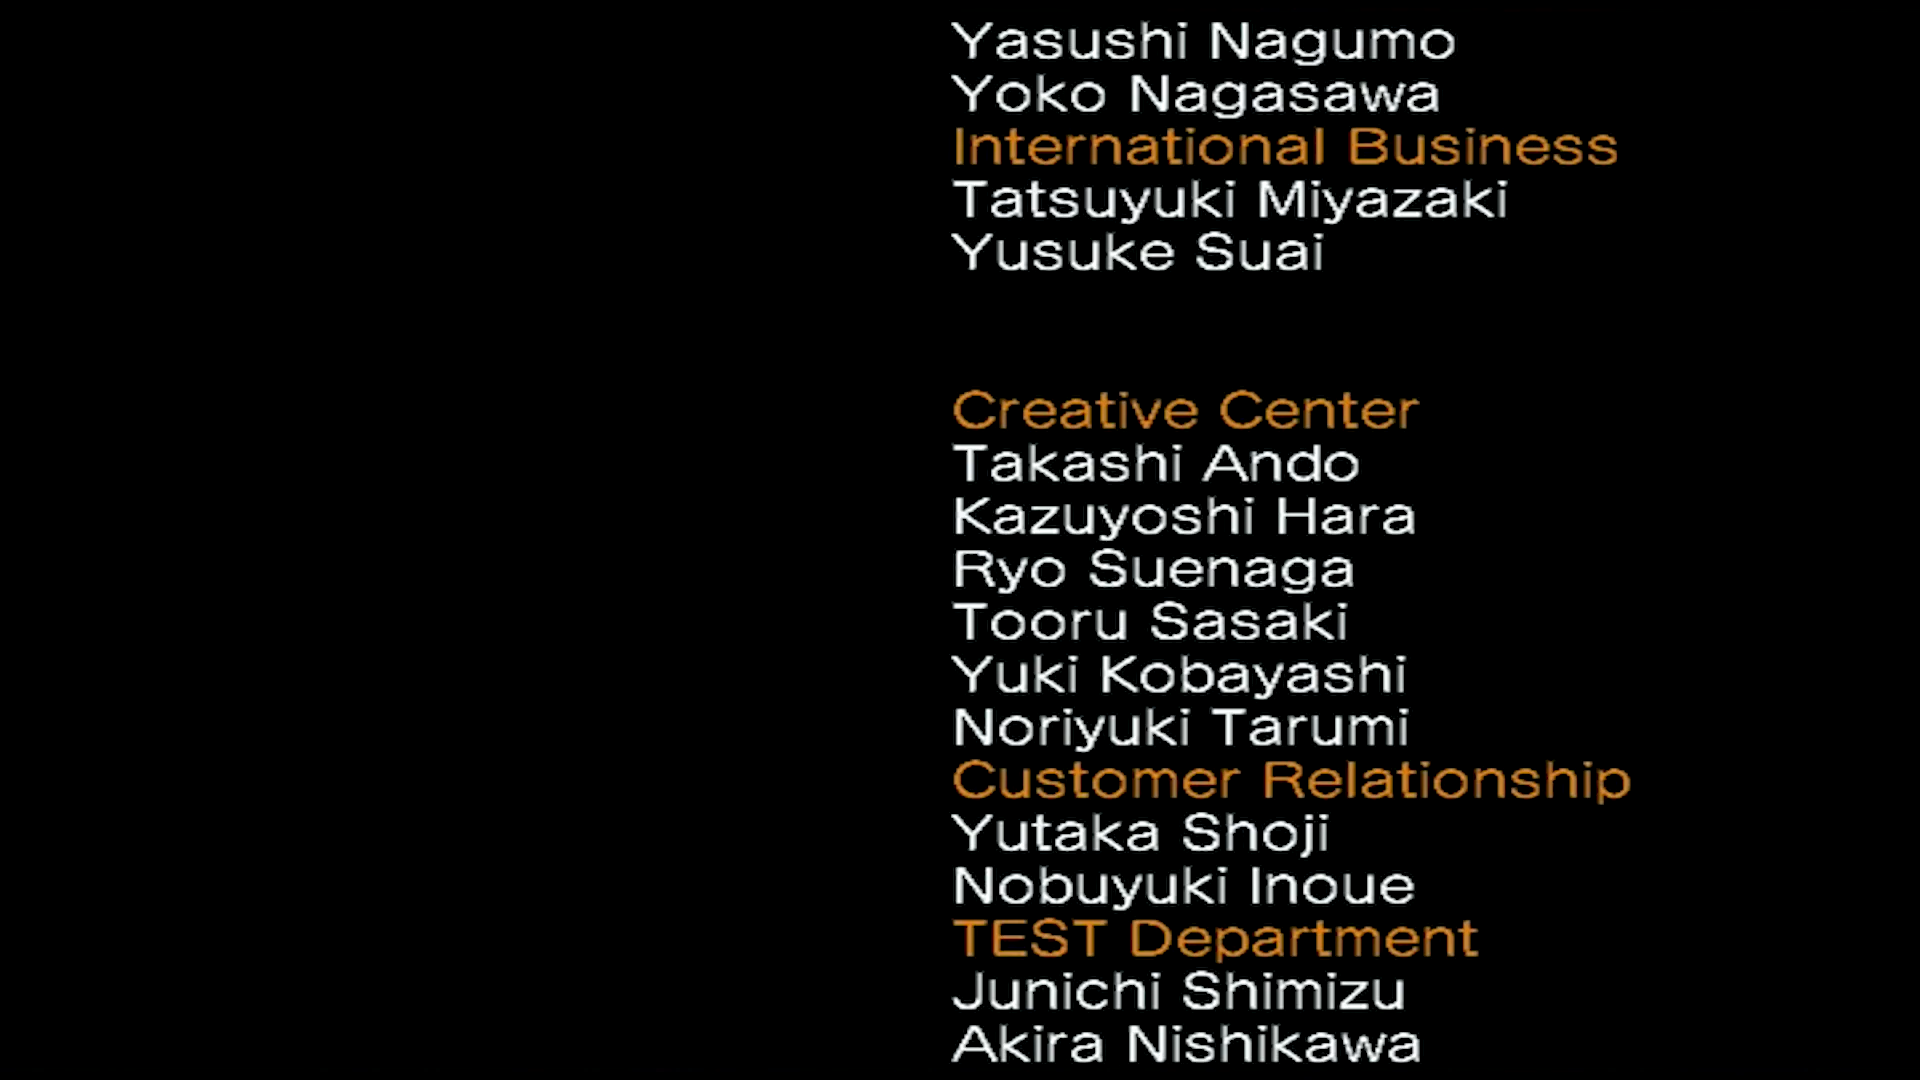 Yasushi Nagumo
Yoko Nagasawa
International Business
Tatsuyuki Miyazaki
Yusuke Suai
Creative Center
Takashi Ando
Kazuyoshi Hara
Ryo Suenaga
Tooru Sasaki
Yuki Kobayashi
Noriyuki Tarumi
Customer Relationship
Yutaka Shoji
Nobuyuki Inoue
TEST Department
Junichi Shimizu
Akira Nishikawa